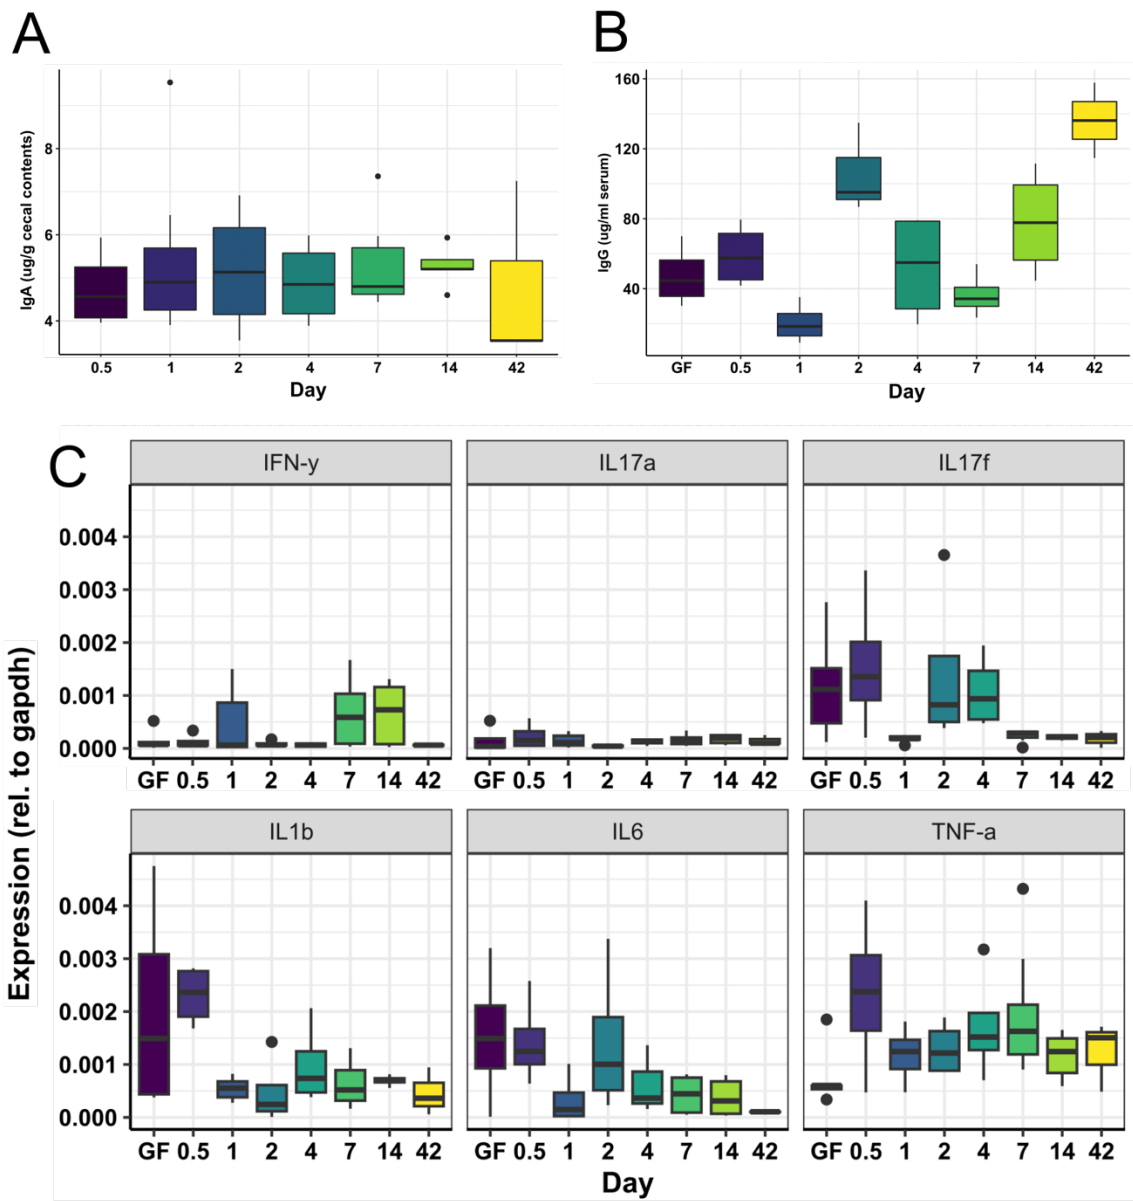 A
B
IgA (ug/g cecal contents)
8
6
4
0.5 1 2 4 7 14 42
Day
IgG (ug/ml serum)
160
120
80
40
GF 0.5 1 2 4 7 14 42
Day
C
IFN-y IL17a IL17f
Expression (rel. to gapdh)
0.004
0.003
0.002
0.001
0.000
GF 0.5 1 2 4 7 14 42 GF 0.5 1 2 4 7 14 42 GF 0.5 1 2 4 7 14 42
IL1b IL6 TNF-a
0.004
0.003
0.002
0.001
0.000
GF 0.5 1 2 4 7 14 42 GF 0.5 1 2 4 7 14 42 GF 0.5 1 2 4 7 14 42
Day